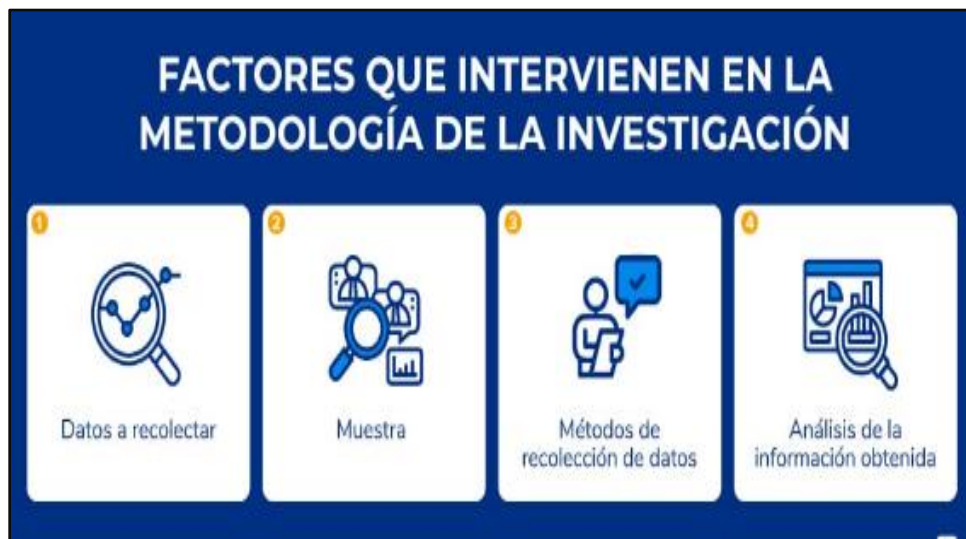 FACTORES QUE INTERVIENEN EN LA
METODOLOGÍA DE LA INVESTIGACIÓN
1
Datos a recolectar
2
Muestra
3
Métodos de
recolección de datos
4
Análisis de la
información obtenida